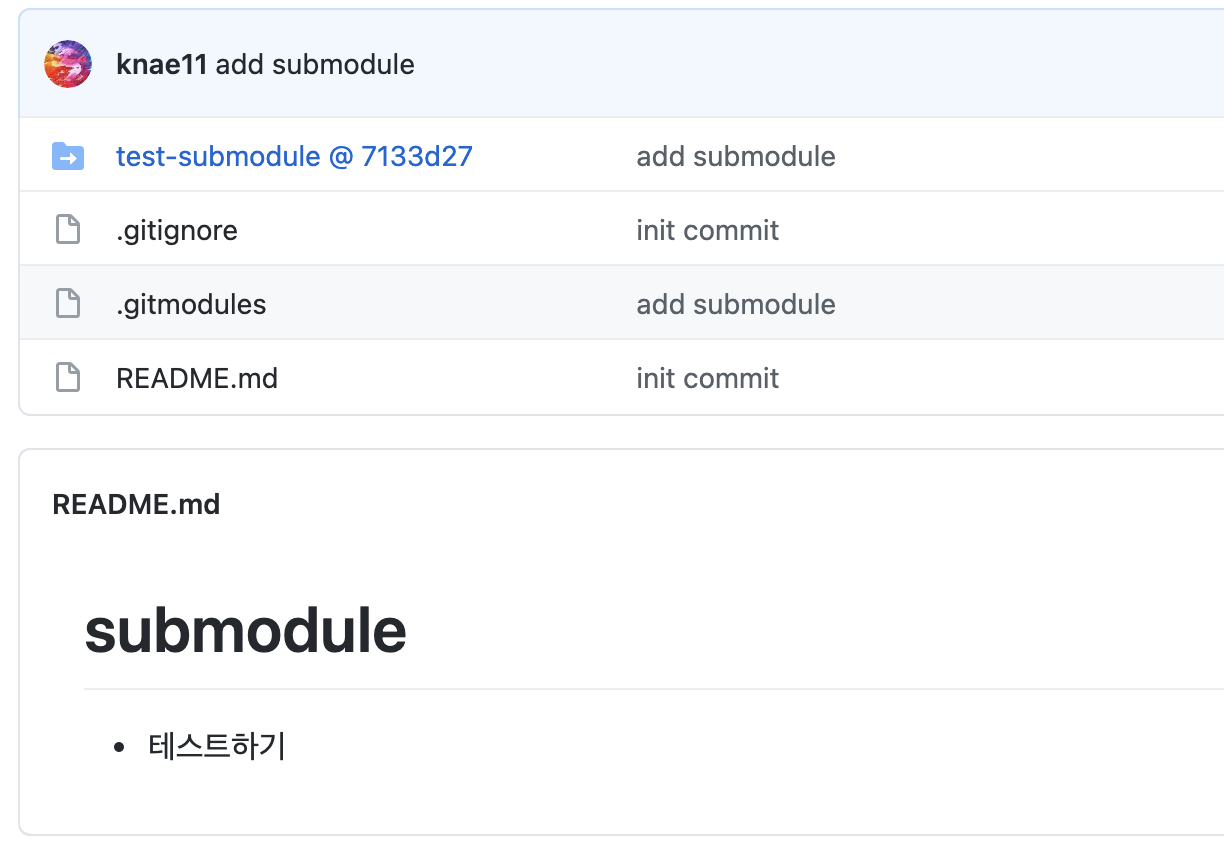 knae11 add submodule
test-submodule @ 7133d27 add submodule
.gitignore init commit
.gitmodules add submodule
README.md init commit
README.md
submodule
• 테스트하기